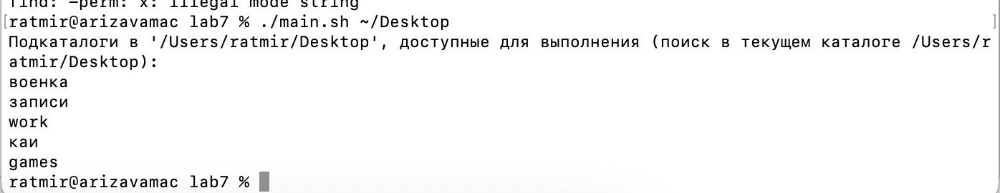 find: -perm: x: illegal mode string
[ratmir@arizavamac lab7 % ./main.sh ~/Desktop ]
Подкаталоги в '/Users/ratmir/Desktop', доступные для выполнения (поиск в текущем каталоге /Users/r
atmir/Desktop):
военка
записи
work
каи
games
ratmir@arizavamac lab7 %